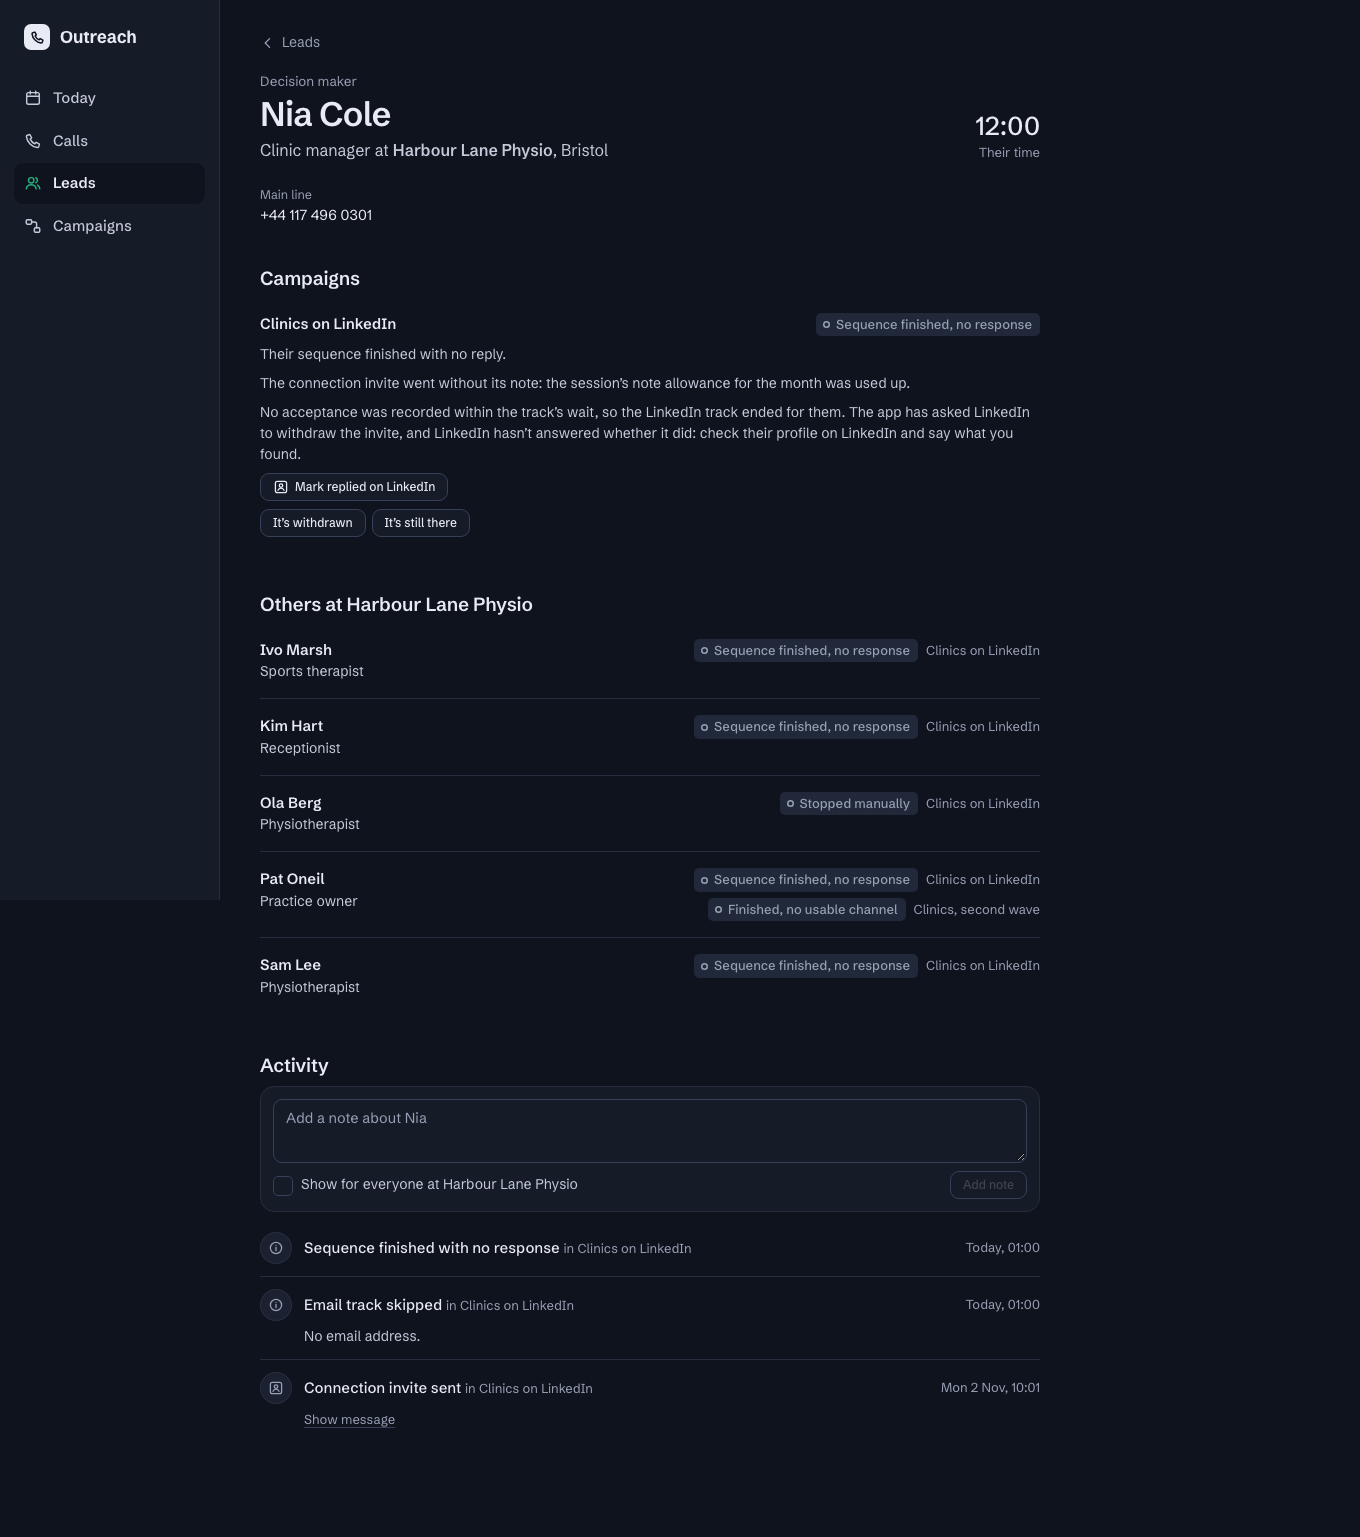 Outreach
Today
Calls
Leads
Campaigns
Leads
Decision maker
Nia Cole
Clinic manager at Harbour Lane Physio, Bristol
12:00
Their time
Main line
+44 117 496 0301
Campaigns
Clinics on LinkedIn
Sequence finished, no response
Their sequence finished with no reply.
The connection invite went without its note: the session’s note allowance for the month was used up.
No acceptance was recorded within the track’s wait, so the LinkedIn track ended for them. The app has asked LinkedIn
to withdraw the invite, and LinkedIn hasn’t answered whether it did: check their profile on LinkedIn and say what you
found.
Mark replied on LinkedIn
It’s withdrawn
It’s still there
Others at Harbour Lane Physio
Ivo Marsh
Sequence finished, no response Clinics on LinkedIn
Sports therapist
Kim Hart
Sequence finished, no response Clinics on LinkedIn
Receptionist
Ola Berg
Stopped manually Clinics on LinkedIn
Physiotherapist
Pat Oneil
Sequence finished, no response Clinics on LinkedIn
Practice owner
Finished, no usable channel Clinics, second wave
Sam Lee
Sequence finished, no response Clinics on LinkedIn
Physiotherapist
Activity
Add a note about Nia
Show for everyone at Harbour Lane Physio
Add note
Sequence finished with no response in Clinics on LinkedIn
Today, 01:00
Email track skipped in Clinics on LinkedIn
Today, 01:00
No email address.
Connection invite sent in Clinics on LinkedIn
Mon 2 Nov, 10:01
Show message